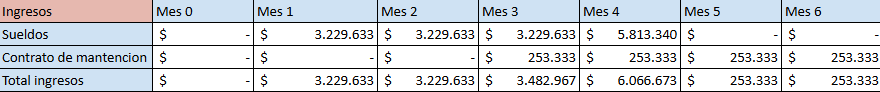 Ingresos Mes 0 Mes 1 Mes 2 Mes 3 Mes 4 Mes 5 Mes 6
Sueldos $ - $ 3.229.633 $ 3.229.633 $ 3.229.633 $ 5.813.340 $ - $ -
Contrato de mantencion $ - $ - $ - $ 253.333 $ 253.333 $ 253.333 $ 253.333
Total ingresos $ - $ 3.229.633 $ 3.229.633 $ 3.482.967 $ 6.066.673 $ 253.333 $ 253.333